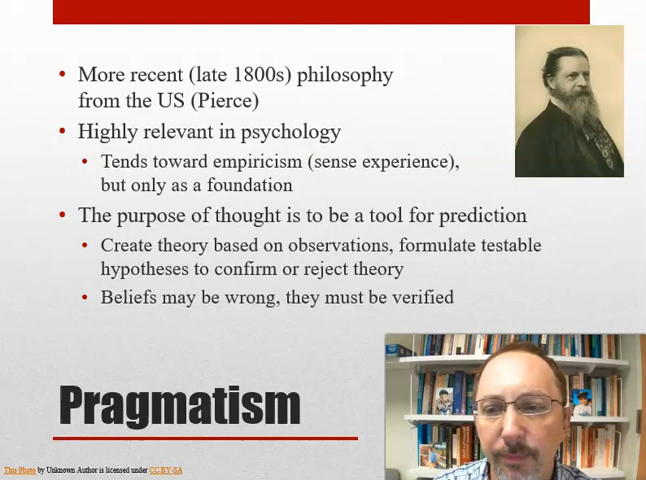 More recent (late 1800s) philosophy
from the US (Pierce)
Highly relevant in psychology
Tends toward empiricism (sense experience),
but only as a foundation
The purpose of thought is to be a tool for prediction
Create theory based on observations, formulate testable
hypotheses to confirm or reject theory
Beliefs may be wrong, they must be verified
Pragmatism
This Photo by Unknown Author is licensed under CC BY-SA